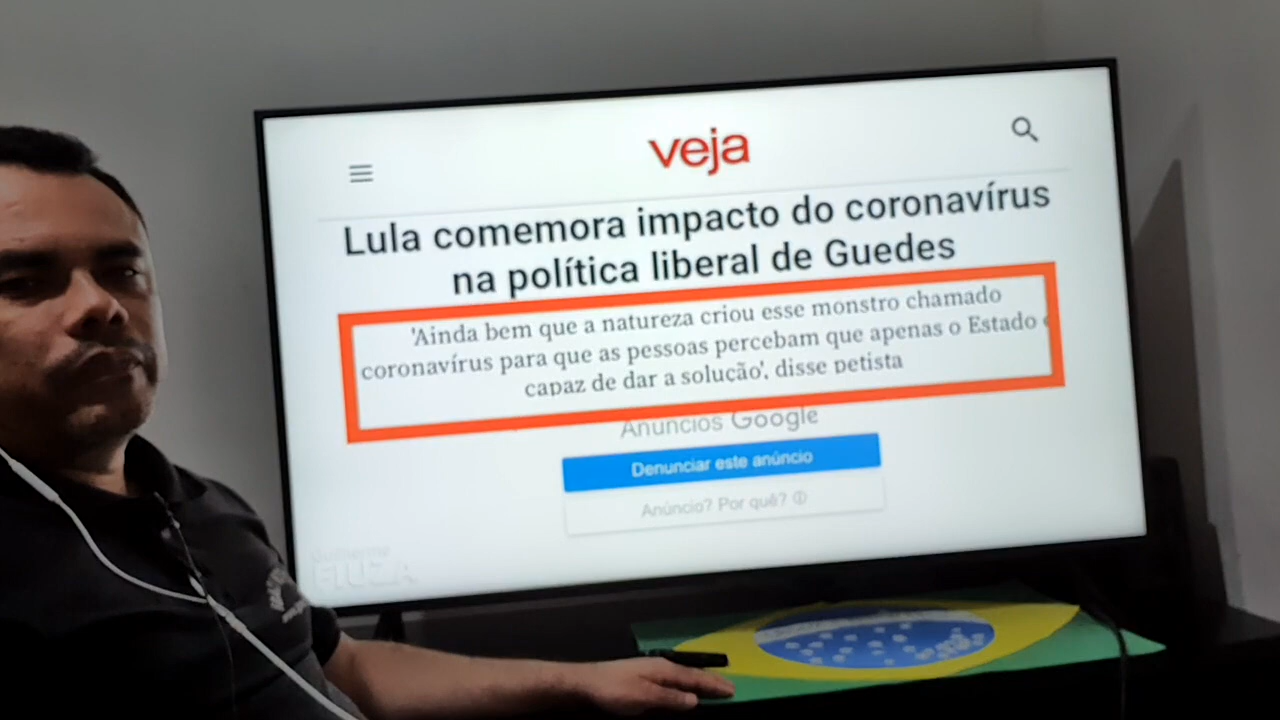 veja
Lula comemora impacto do coronavírus
na política liberal de Guedes
'Ainda bem que a natureza criou esse monstro chamado
coronavírus para que as pessoas percebam que apenas o Estado
capaz de dar a solução', disse petista
Anúncios Google
Denunciar este anúncio
Anúncio? Por quê?
FIUZA